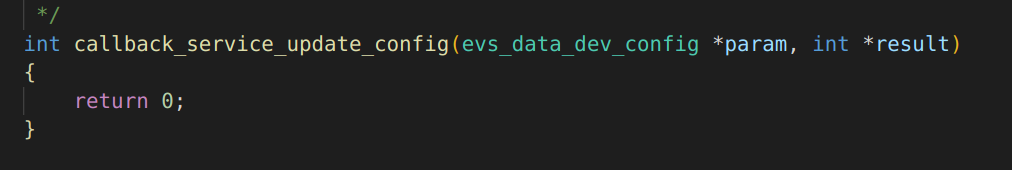 */
int callback_service_update_config(evs_data_dev_config *param, int *result)
{
    return 0;
}